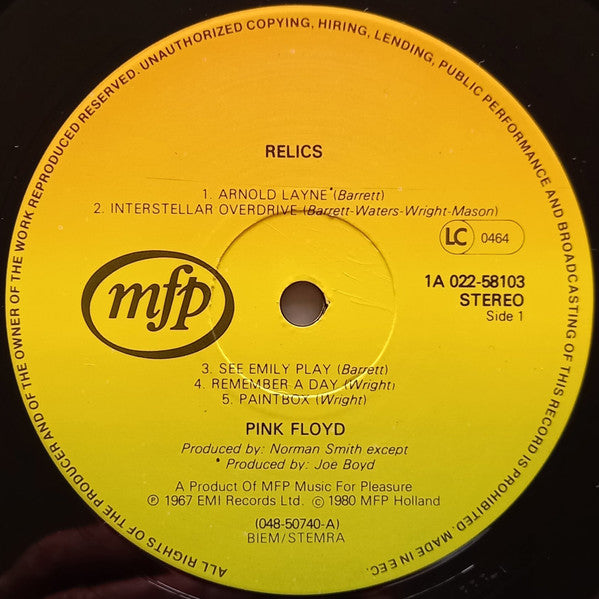 ALL RIGHTS OF THE PRODUCER AND OF THE OWNER OF THE WORK REPRODUCED RESERVED. UNAUTHORIZED COPYING, HIRING, LENDING, PUBLIC PERFORMANCE AND BROADCASTING OF THIS RECORD IS PROHIBITED. MADE IN EEC.
RELICS
1. ARNOLD LAYNE*(Barrett)
2. INTERSTELLAR OVERDRIVE (Barrett-Waters-Wright-Mason)
LC 0464
mfp
1A 022-58103
STEREO
Side 1
3. SEE EMILY PLAY (Barrett)
4. REMEMBER A DAY (Wright)
5. PAINTBOX (Wright)
PINK FLOYD
Produced by: Norman Smith except
* Produced by: Joe Boyd
A Product Of MFP Music For Pleasure
℗ 1967 EMI Records Ltd. © 1980 MFP Holland
(048-50740-A)
BIEM/STEMRA